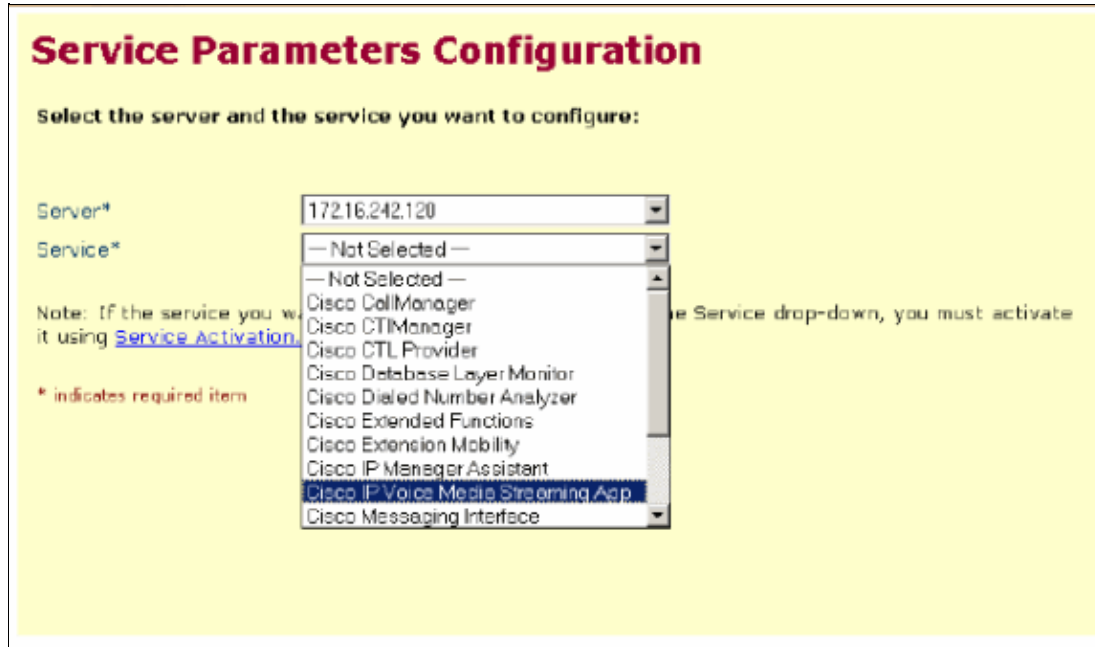 Service Parameters Configuration
Select the server and the service you want to configure:
Server* 172.16.242.120
Service* — Not Selected —
— Not Selected —
Cisco CallManager
Cisco CTIManager
Cisco CTL Provider
Cisco Database Layer Monitor
Cisco Dialed Number Analyzer
Cisco Extended Functions
Cisco Extension Mobility
Cisco IP Manager Assistant
Cisco IP Voice Media Streaming App
Cisco Messaging Interface
Note: If the service you w e Service drop-down, you must activate
it using Service Activation.
* indicates required item